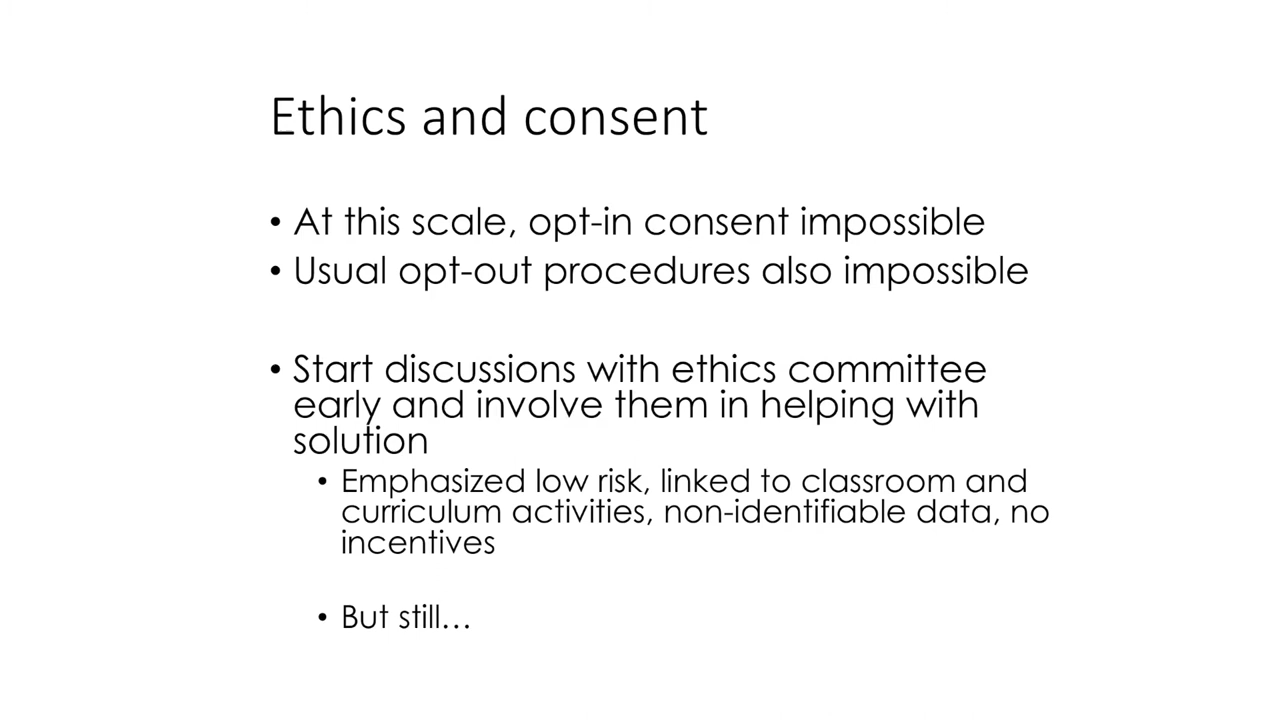 Ethics and consent
• At this scale, opt-in consent impossible
• Usual opt-out procedures also impossible
• Start discussions with ethics committee
early and involve them in helping with
solution
• Emphasized low risk, linked to classroom and
curriculum activities, non-identifiable data, no
incentives
• But still…